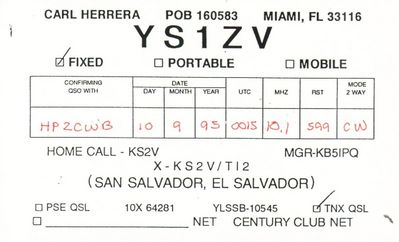 CARL HERRERA POB 160583 MIAMI, FL 33116
YS1ZV
☑ FIXED ☐ PORTABLE ☐ MOBILE
CONFIRMING QSO WITH DATE DAY MONTH YEAR UTC MHZ RST MODE 2 WAY
HP2CWB 10 9 95 0015 10.1 599 CW
HOME CALL - KS2V MGR-KB5IPQ
X-KS2V/TI2
(SAN SALVADOR, EL SALVADOR)
☐ PSE QSL 10X 64281 YLSSB-10545 ☑ TNX QSL
☐ NET CENTURY CLUB NET